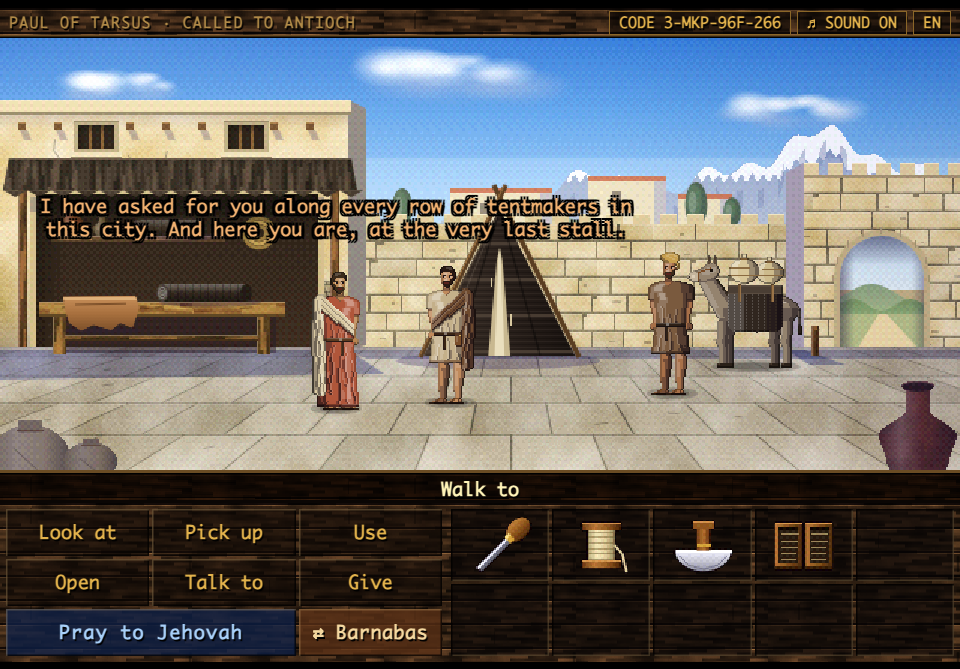 PAUL OF TARSUS · CALLED TO ANTIOCH
CODE 3-MKP-96F-266
♬ SOUND ON
EN
I have asked for you along every row of tentmakers in
this city. And here you are, at the very last stall.
Walk to
Look at
Pick up
Use
Open
Talk to
Give
Pray to Jehovah
⇄ Barnabas